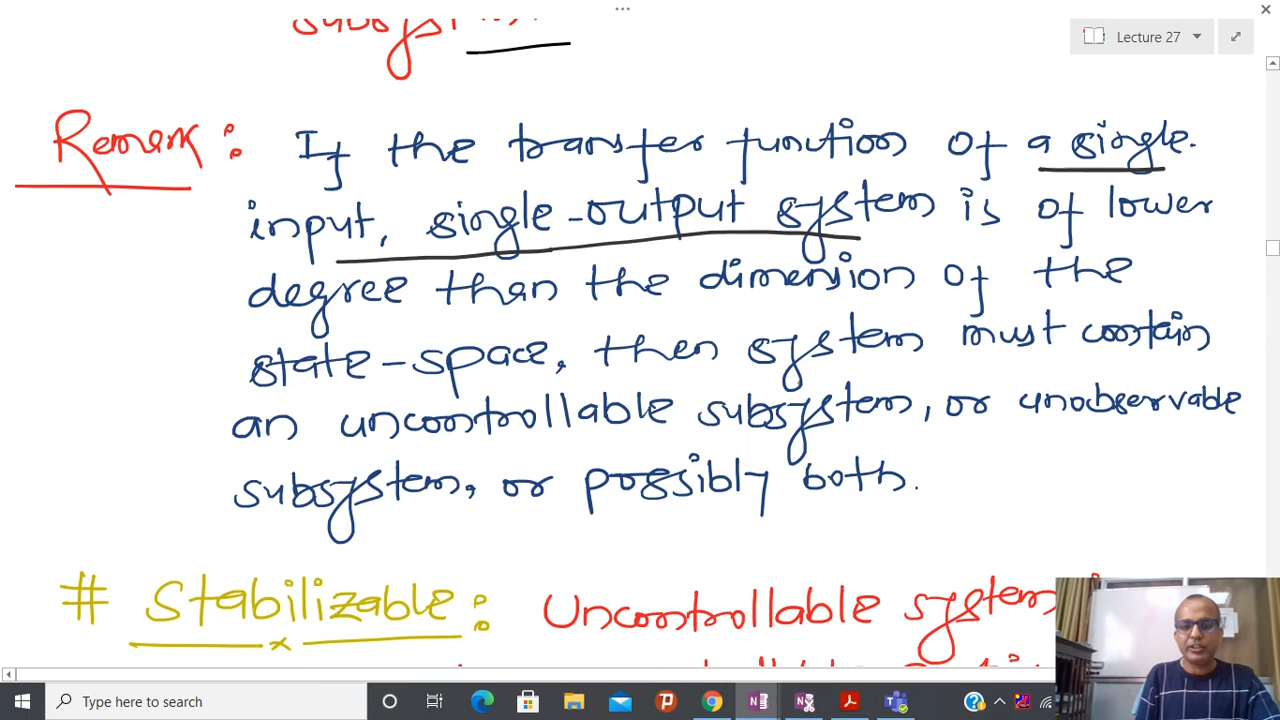 Lecture 27
Remark: If the transfer function of a single-
input, single-output system is of lower
degree than the dimension of the
state-space, then system must contain
an uncontrollable subsystem, or unobservable
subsystem, or possibly both.
# Stabilizable: Uncontrollable system
Type here to search